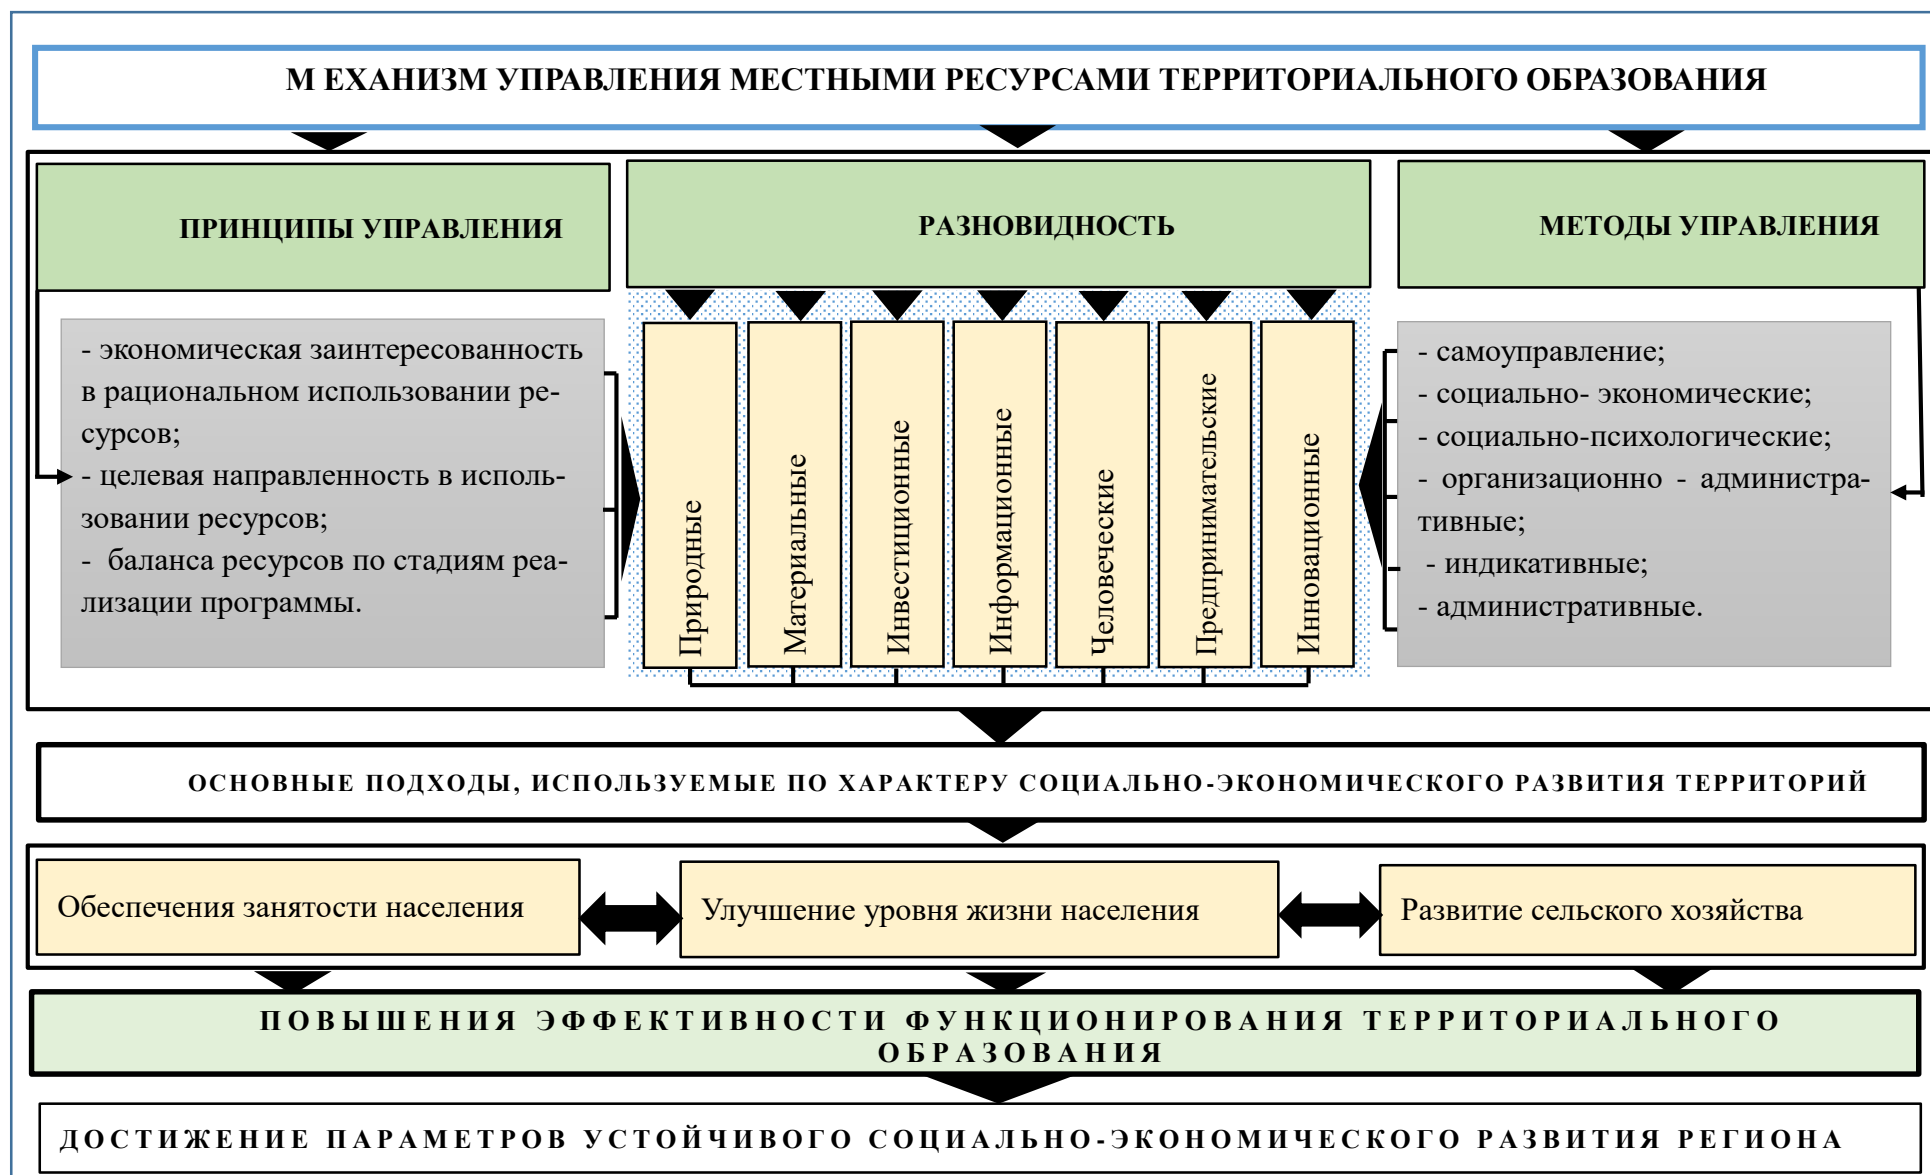 М ЕХАНИЗМ УПРАВЛЕНИЯ МЕСТНЫМИ РЕСУРСАМИ ТЕРРИТОРИАЛЬНОГО ОБРАЗОВАНИЯ
ПРИНЦИПЫ УПРАВЛЕНИЯ
- экономическая заинтересованность
в рациональном использовании ре-
сурсов;
- целевая направленность в исполь-
зовании ресурсов;
- баланса ресурсов по стадиям реа-
лизации программы.
РАЗНОВИДНОСТЬ
Природные
Материальные
Инвестиционные
Информационные
Человеческие
Предпринимательские
Инновационные
МЕТОДЫ УПРАВЛЕНИЯ
- самоуправление;
- социально- экономические;
- социально-психологические;
- организационно - администра-
тивные;
- индикативные;
- административные.
ОСНОВНЫЕ ПОДХОДЫ, ИСПОЛЬЗУЕМЫЕ ПО ХАРАКТЕРУ СОЦИАЛЬНО-ЭКОНОМИЧЕСКОГО РАЗВИТИЯ ТЕРРИТОРИЙ
Обеспечения занятости населения
Улучшение уровня жизни населения
Развитие сельского хозяйства
ПОВЫШЕНИЯ ЭФФЕКТИВНОСТИ ФУНКЦИОНИРОВАНИЯ ТЕРРИТОРИАЛЬНОГО
ОБРАЗОВАНИЯ
ДОСТИЖЕНИЕ ПАРАМЕТРОВ УСТОЙЧИВОГО СОЦИАЛЬНО-ЭКОНОМИЧЕСКОГО РАЗВИТИЯ РЕГИОНА